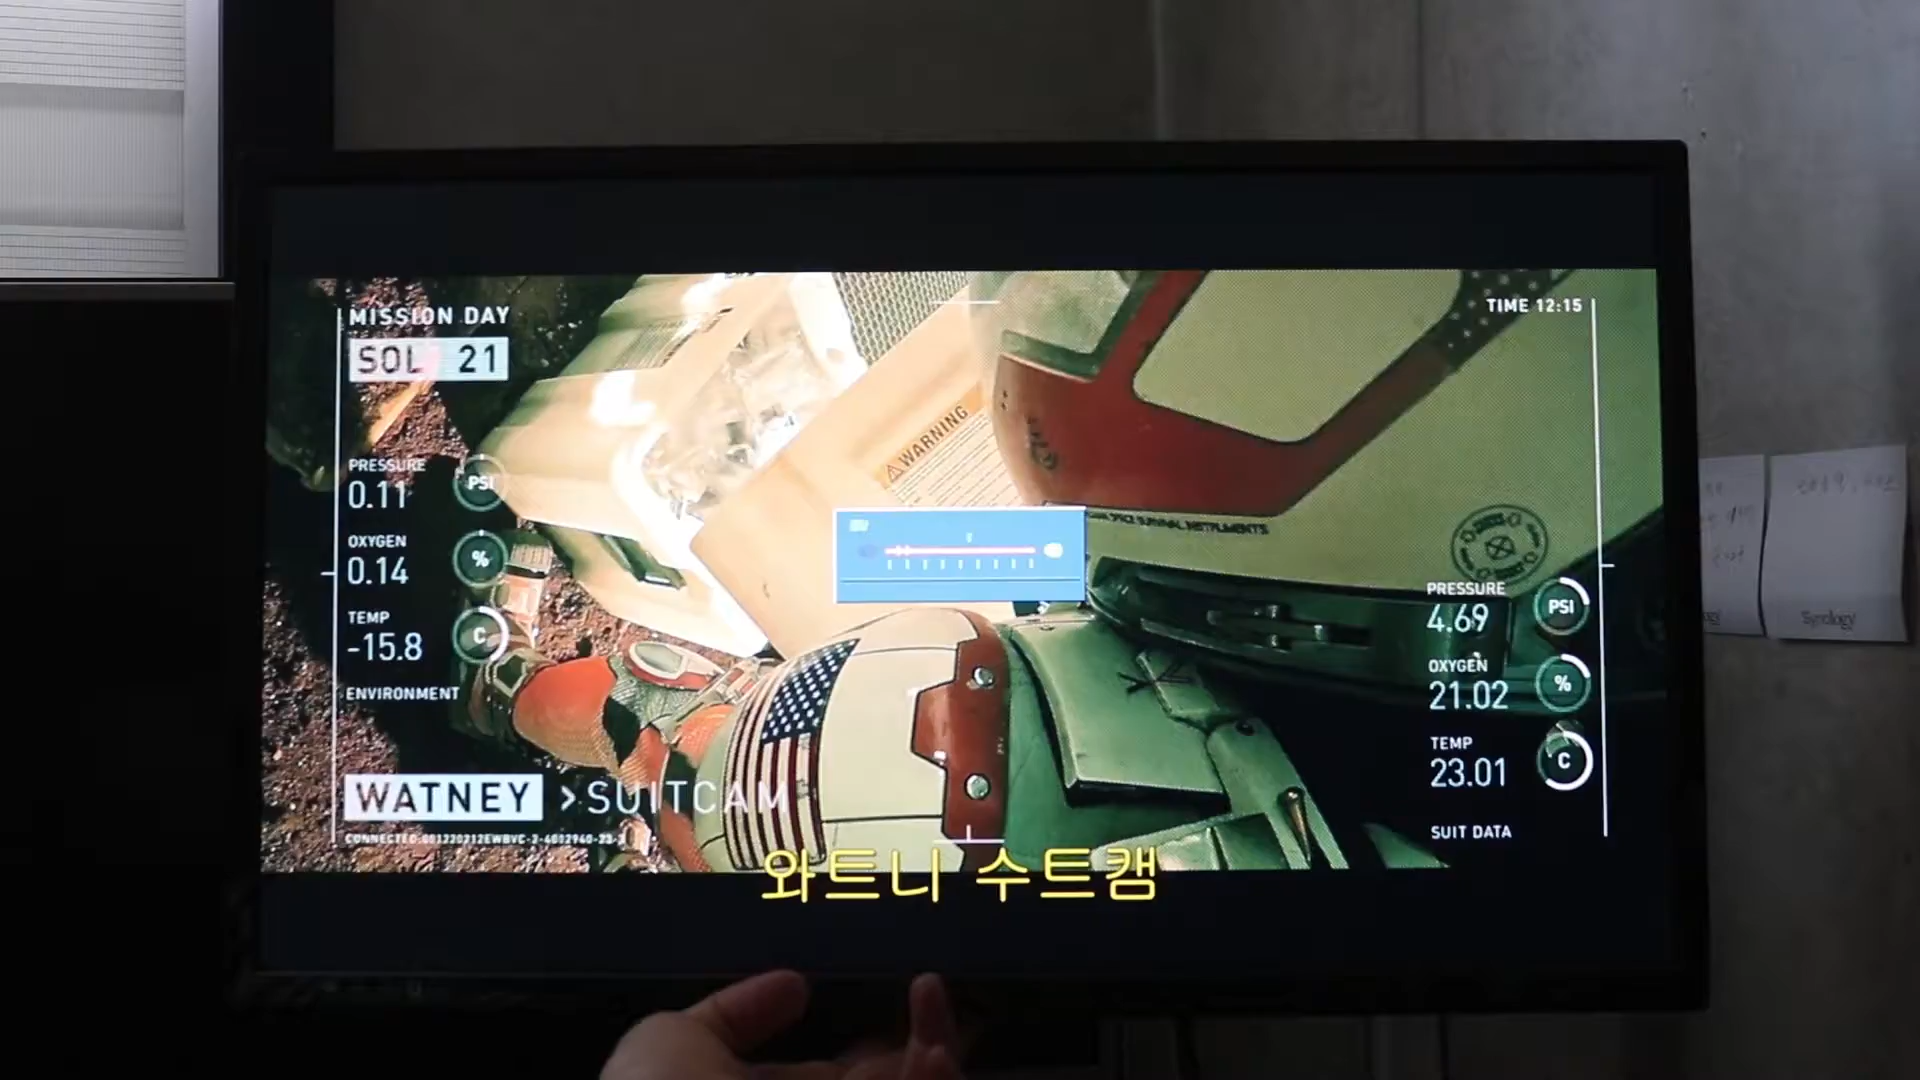 MISSION DAY
SOL 21
TIME 12:15
PRESSURE
0.11
PSI
OXYGEN
0.14
%
TEMP
-15.8
C
ENVIRONMENT
WARNING
PRESSURE
4.69
PSI
OXYGEN
21.02
%
TEMP
23.01
C
SUIT DATA
WATNEY >SUITCAM
와트니 수트캠
Synology